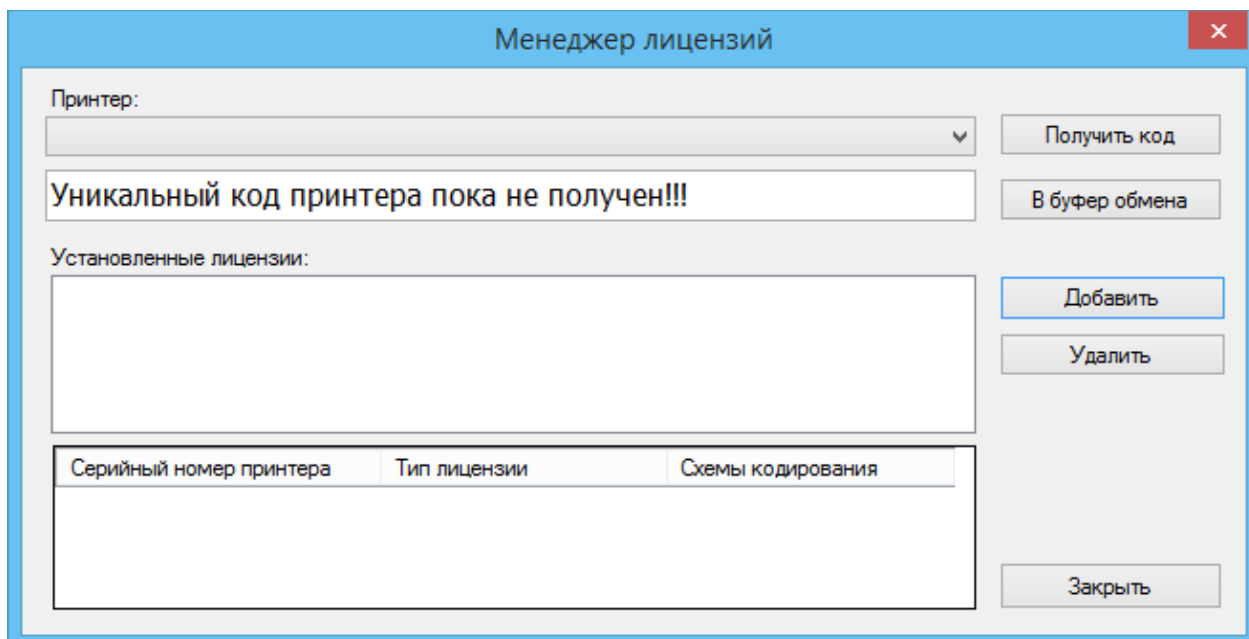 Менеджер лицензий
Принтер:
Получить код
Уникальный код принтера пока не получен!!!
В буфер обмена
Установленные лицензии:
Добавить
Удалить
Серийный номер принтера Тип лицензии Схемы кодирования
Закрыть